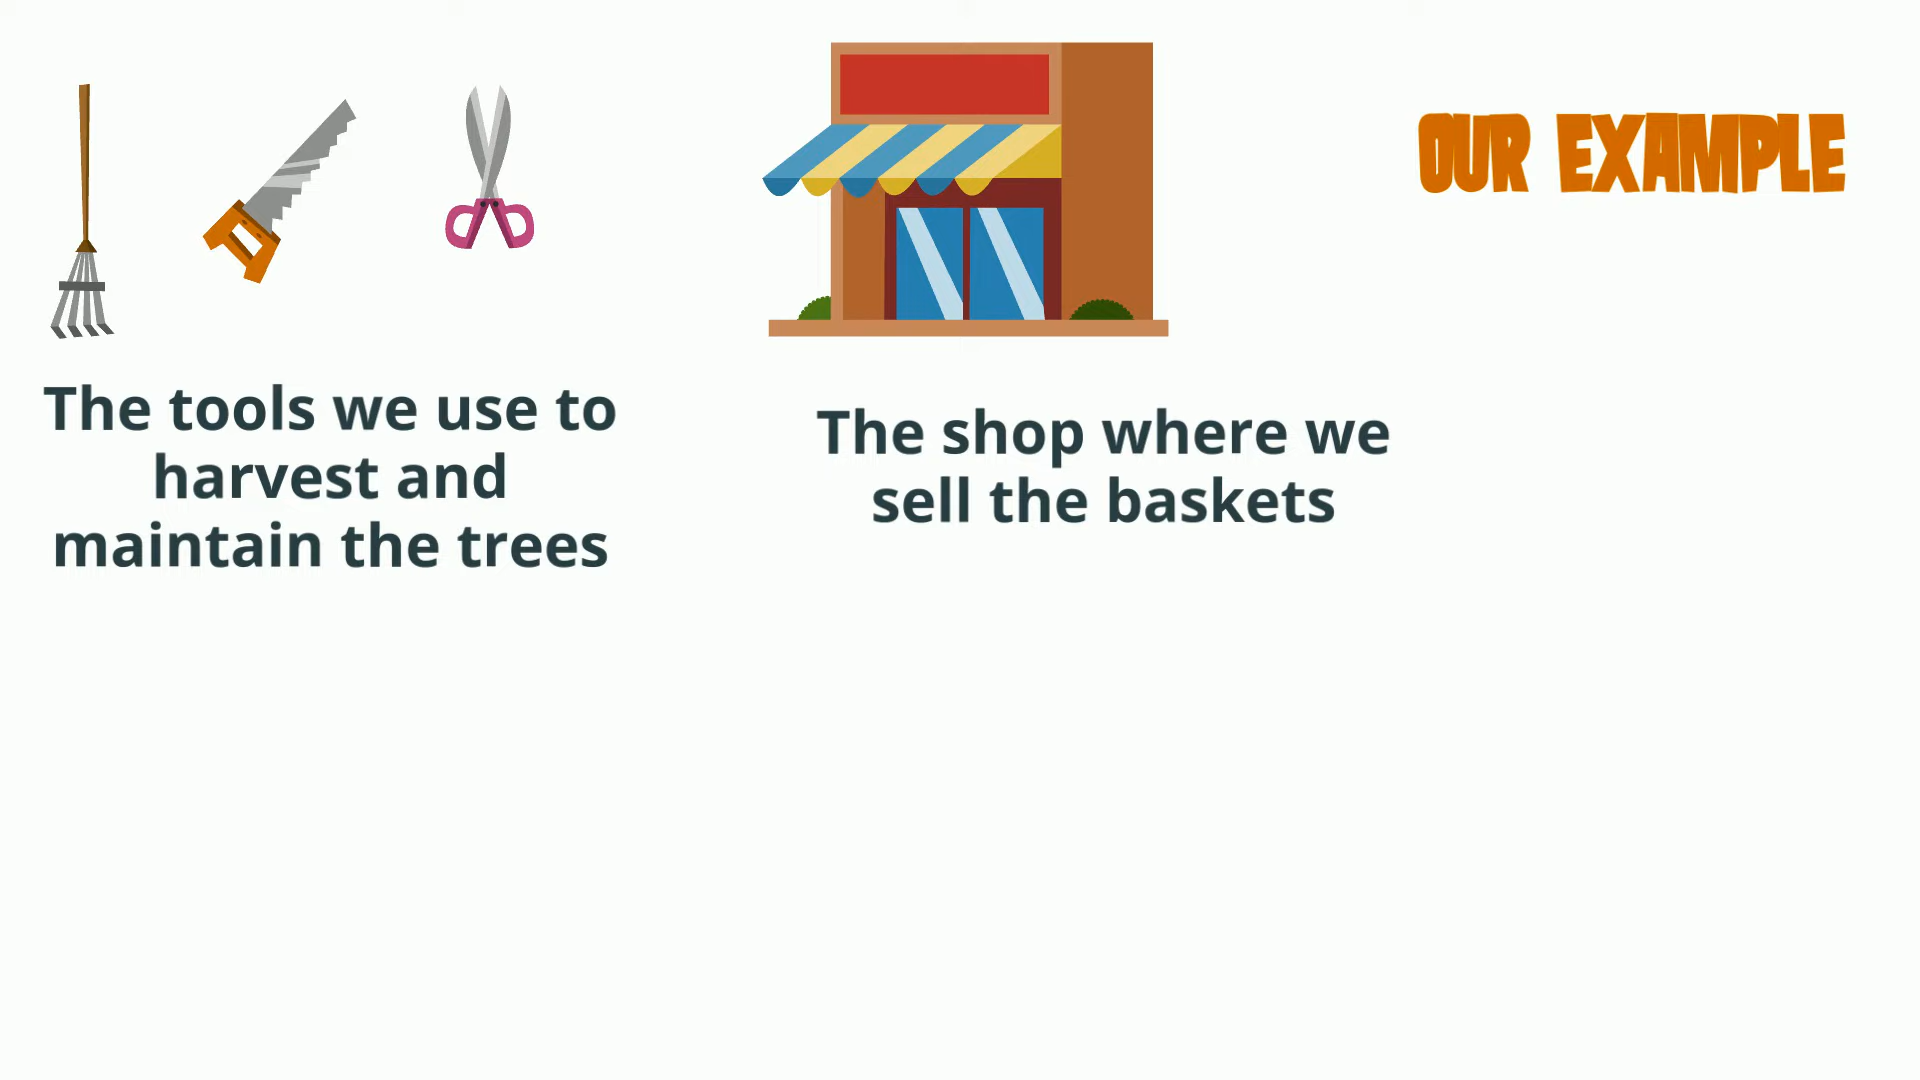 OUR EXAMPLE
The tools we use to
harvest and
maintain the trees
The shop where we
sell the baskets